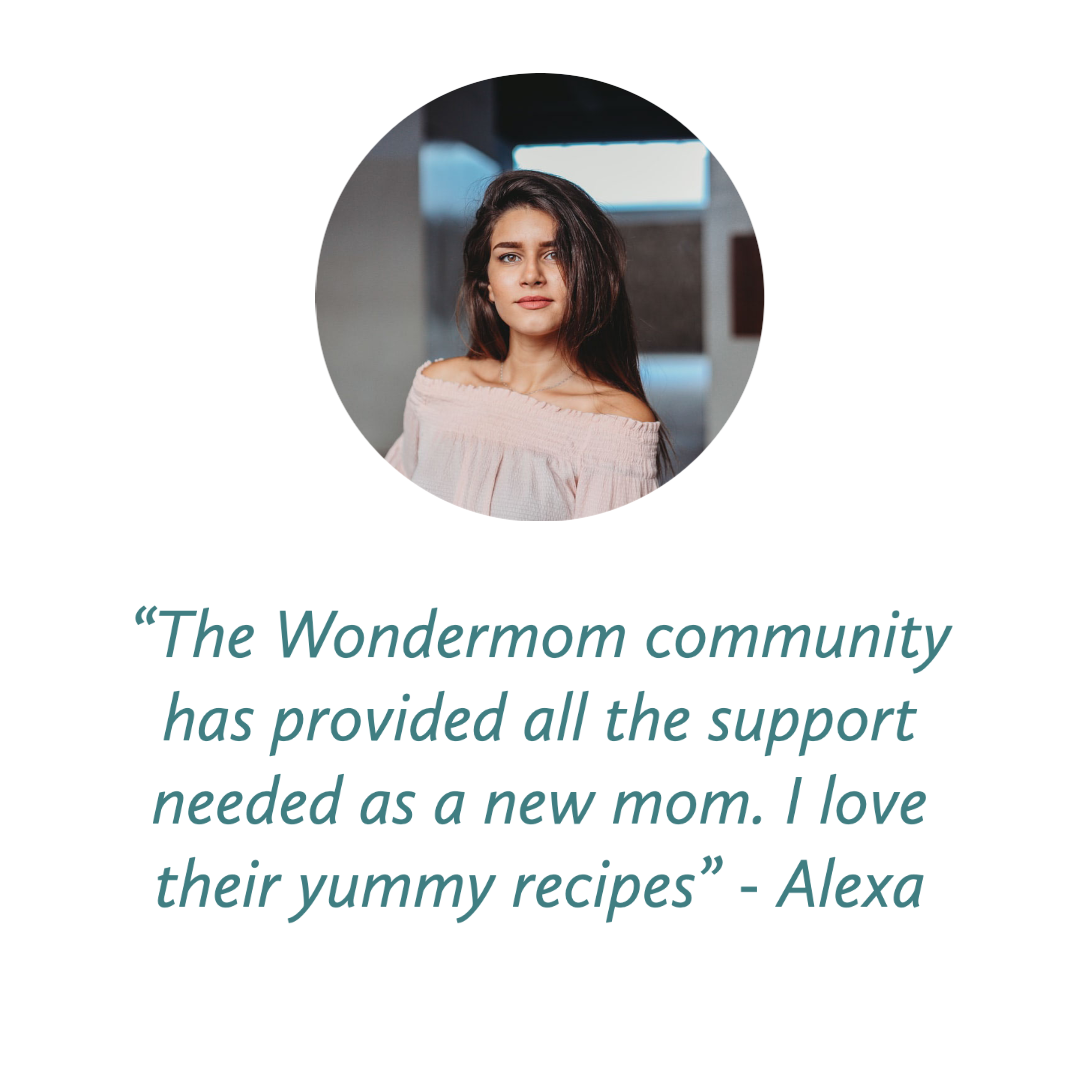 “The Wondermom community
has provided all the support
needed as a new mom. I love
their yummy recipes” - Alexa